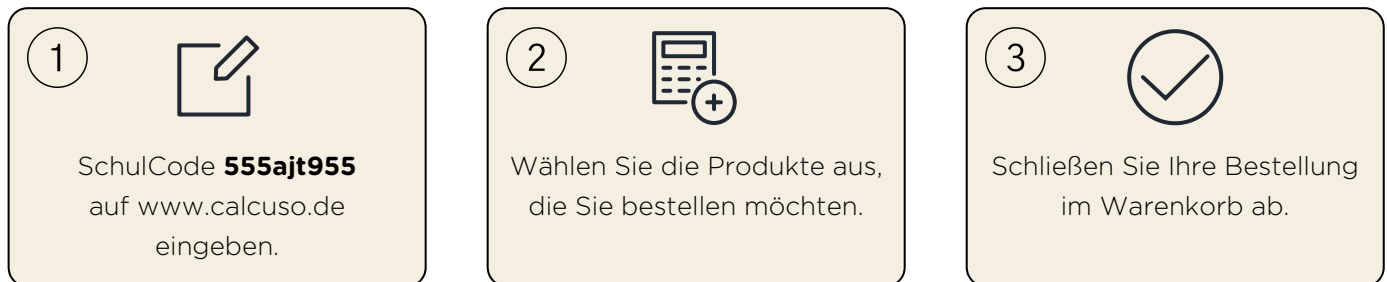 1
SchulCode 555ajt955
auf www.calcuso.de
eingeben.
2
Wählen Sie die Produkte aus,
die Sie bestellen möchten.
3
Schließen Sie Ihre Bestellung
im Warenkorb ab.